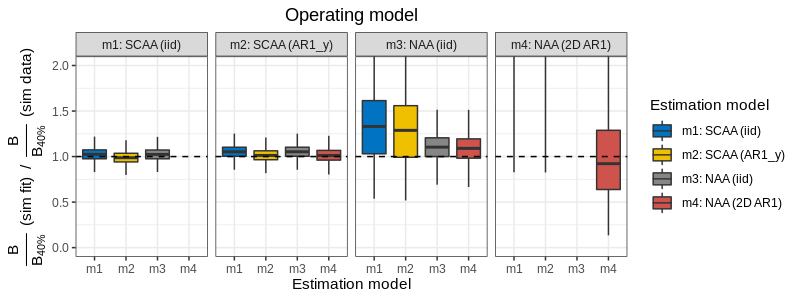 Operating model
m1: SCAA (iid)
m2: SCAA (AR1_y)
m3: NAA (iid)
m4: NAA (2D AR1)
B/B40% (sim fit) / B/B40% (sim data)
2.0
1.5
1.0
0.5
0.0
m1 m2 m3 m4
m1 m2 m3 m4
m1 m2 m3 m4
m1 m2 m3 m4
Estimation model
Estimation model
m1: SCAA (iid)
m2: SCAA (AR1_y)
m3: NAA (iid)
m4: NAA (2D AR1)